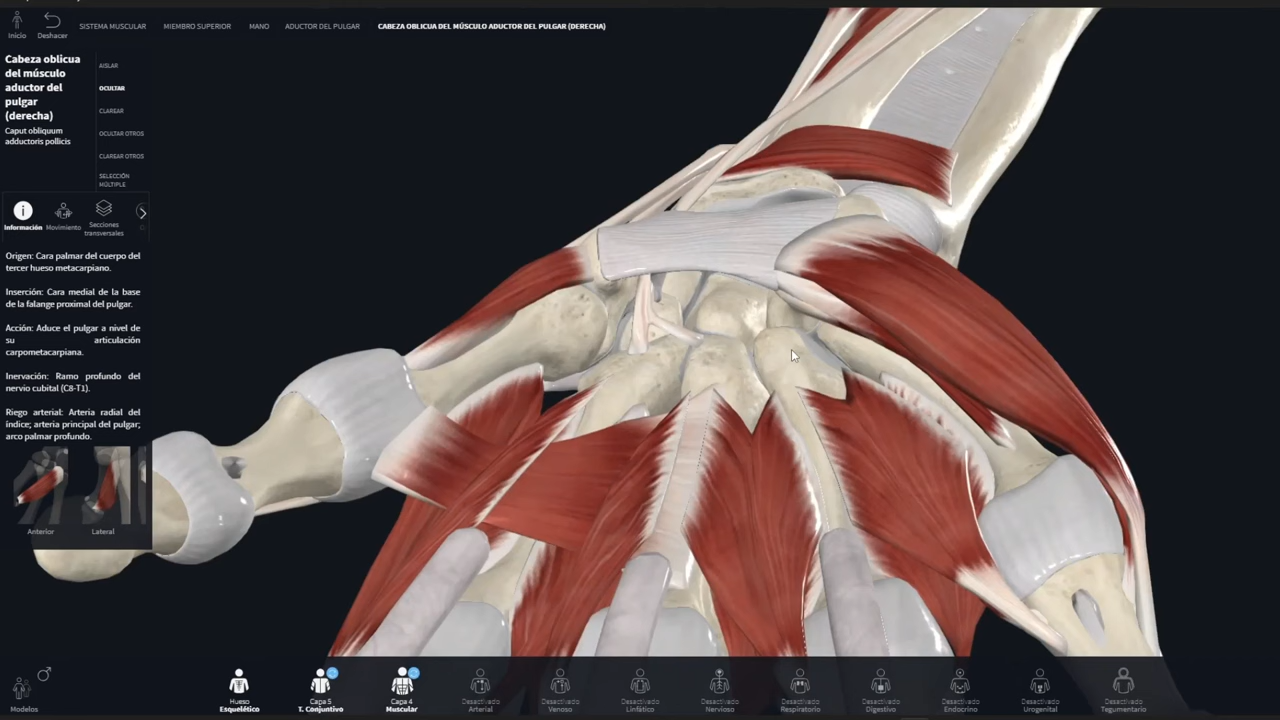 Inicio
Deshacer
SISTEMA MUSCULAR
MIEMBRO SUPERIOR
MANO
ADUCTOR DEL PULGAR
CABEZA OBLICUA DEL MÚSCULO ADUCTOR DEL PULGAR (DERECHA)
Cabeza oblicua
del músculo
aductor del
pulgar
(derecha)
Caput obliquum
adductoris pollicis
AISLAR
OCULTAR
CLAREAR
OCULTAR OTROS
CLAREAR OTROS
SELECCIÓN
MÚLTIPLE
Información
Movimiento
Secciones
transversales
Origen: Cara palmar del cuerpo del
tercer hueso metacarpiano.
Inserción: Cara medial de la base
de la falange proximal del pulgar.
Acción: Aduce el pulgar a nivel de
su articulación
carpometacarpiana.
Inervación: Ramo profundo del
nervio cubital (C8-T1).
Riego arterial: Arteria radial del
índice; arteria principal del pulgar;
arco palmar profundo.
Anterior
Lateral
Modelos
Hueso
Esquelético
Capa 5
T. Conjuntivo
Capa 4
Muscular
Desactivado
Arterial
Desactivado
Venoso
Desactivado
Linfático
Desactivado
Nervioso
Desactivado
Respiratorio
Desactivado
Digestivo
Desactivado
Endocrino
Desactivado
Urogenital
Desactivado
Tegumentario